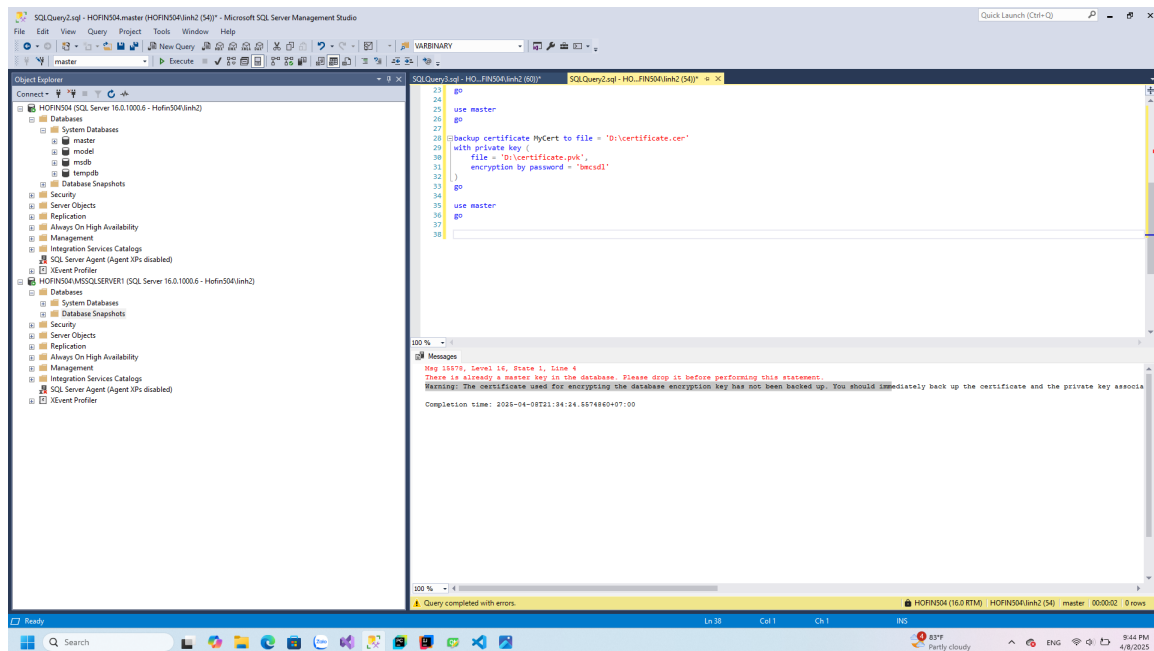 SQLQuery2.sql - HOFIN504.master (HOFIN504\linh2 (54))* - Microsoft SQL Server Management Studio
Quick Launch (Ctrl+Q)
File Edit View Query Project Tools Window Help
New Query
VARBINARY
master
Execute
Object Explorer
Connect
HOFIN504 (SQL Server 16.0.1000.6 - Hofin504\linh2)
Databases
System Databases
master
model
msdb
tempdb
Database Snapshots
Security
Server Objects
Replication
Always On High Availability
Management
Integration Services Catalogs
SQL Server Agent (Agent XPs disabled)
XEvent Profiler
HOFIN504\MSSQLSERVER1 (SQL Server 16.0.1000.6 - Hofin504\linh2)
Databases
System Databases
Database Snapshots
Security
Server Objects
Replication
Always On High Availability
Management
Integration Services Catalogs
SQL Server Agent (Agent XPs disabled)
XEvent Profiler
SQLQuery3.sql - HO...FIN504\linh2 (60))*
SQLQuery2.sql - HO...FIN504\linh2 (54))*
23 go
24
25 use master
26 go
27
28 backup certificate MyCert to file = 'D:\certificate.cer'
29 with private key (
30 file = 'D:\certificate.pvk',
31 encryption by password = 'bmcsdl'
32 )
33 go
34
35 use master
36 go
37
38
100 %
Messages
Msg 15578, Level 16, State 1, Line 4
There is already a master key in the database. Please drop it before performing this statement.
Warning: The certificate used for encrypting the database encryption key has not been backed up. You should immediately back up the certificate and the private key associa
Completion time: 2025-04-08T21:34:24.5574860+07:00
100 %
Query completed with errors.
HOFIN504 (16.0 RTM) HOFIN504\linh2 (54) master 00:00:02 0 rows
Ready
Ln 38 Col 1 Ch 1 INS
Search
Zalo
4
83°F
Partly cloudy
ENG
9:44 PM
4/8/2025